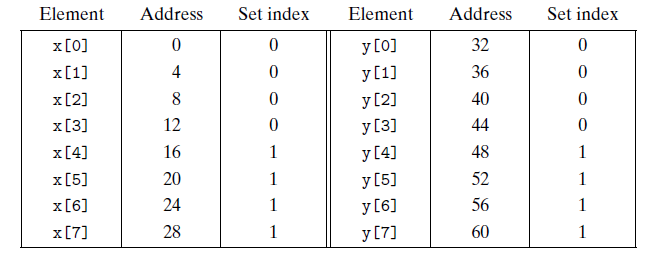 Element Address Set index Element Address Set index
x[0] 0 0 y[0] 32 0
x[1] 4 0 y[1] 36 0
x[2] 8 0 y[2] 40 0
x[3] 12 0 y[3] 44 0
x[4] 16 1 y[4] 48 1
x[5] 20 1 y[5] 52 1
x[6] 24 1 y[6] 56 1
x[7] 28 1 y[7] 60 1